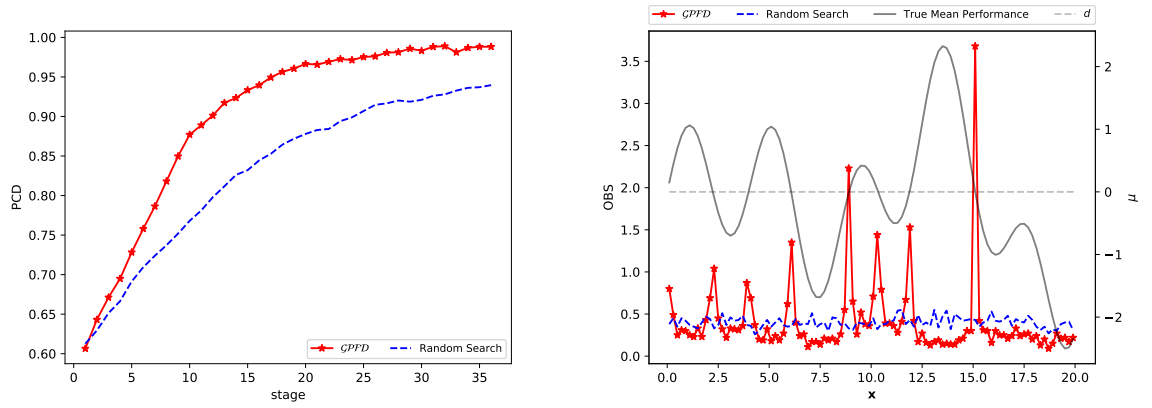 1.00
0.95
0.90
0.85
0.80
0.75
0.70
0.65
0.60
PCD
0 5 10 15 20 25 30 35
stage
GPFD Random Search
GPFD Random Search True Mean Performance d
3.5
3.0
2.5
2.0
1.5
1.0
0.5
0.0
OBS
2
1
0
−1
−2
μ
0.0 2.5 5.0 7.5 10.0 12.5 15.0 17.5 20.0
x